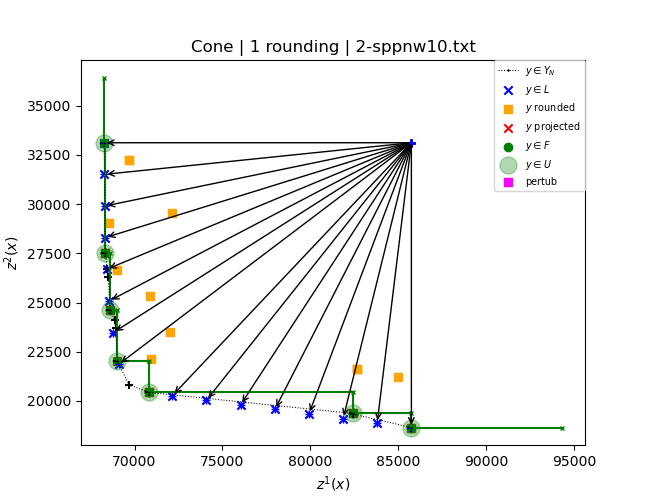 Cone | 1 rounding | 2-sppnw10.txt
y ∈ Y_N
y ∈ L
y rounded
y projected
y ∈ F
y ∈ U
pertub
z²(x)
35000
32500
30000
27500
25000
22500
20000
70000 75000 80000 85000 90000 95000
z¹(x)